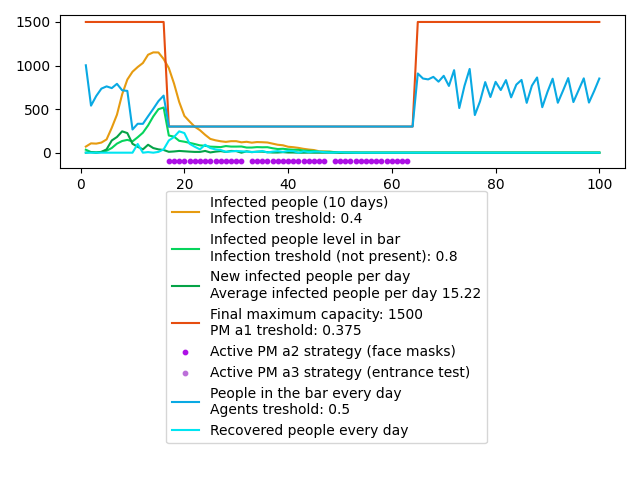 1500
1000
500
0
0
20
40
60
80
100
Infected people (10 days)
Infection treshold: 0.4
Infected people level in bar
Infection treshold (not present): 0.8
New infected people per day
Average infected people per day 15.22
Final maximum capacity: 1500
PM a1 treshold: 0.375
Active PM a2 strategy (face masks)
Active PM a3 strategy (entrance test)
People in the bar every day
Agents treshold: 0.5
Recovered people every day